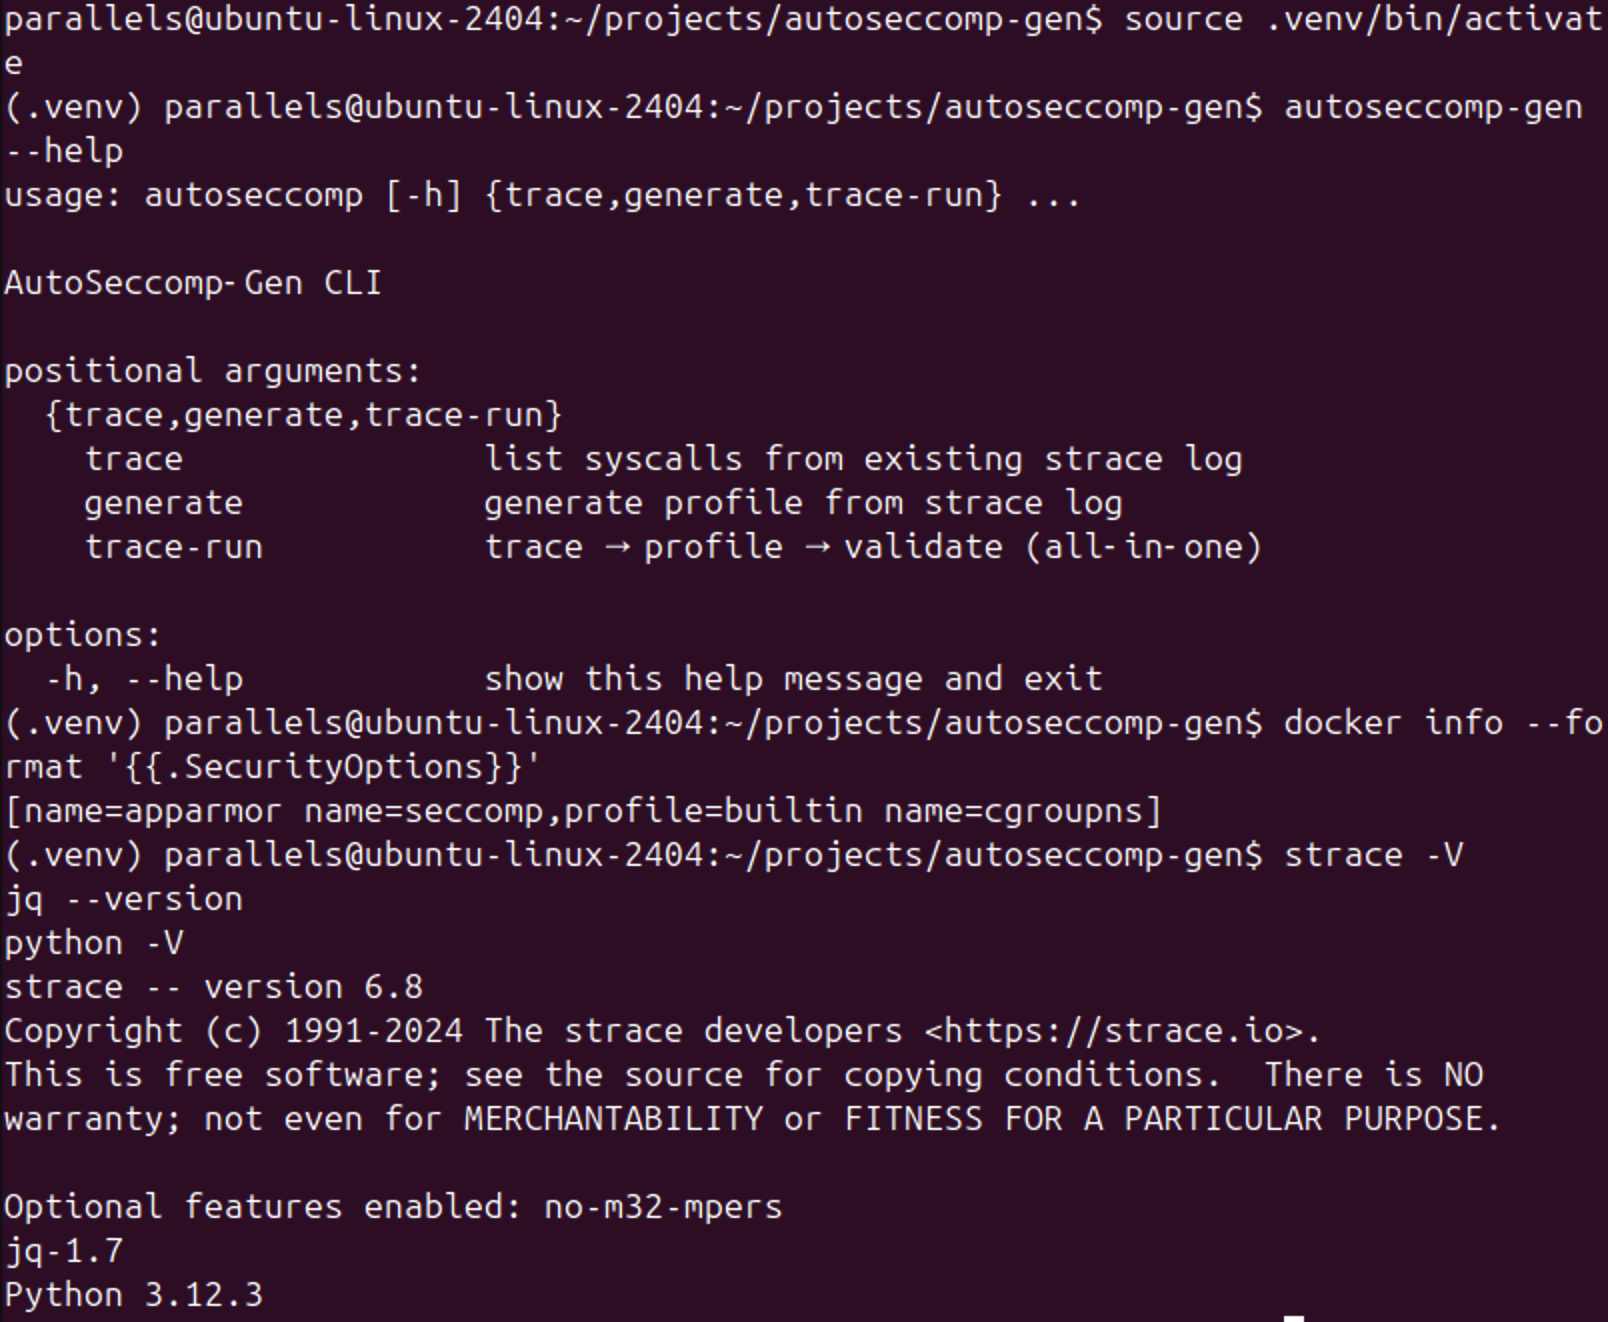 parallels@ubuntu-linux-2404:~/projects/autoseccomp-gen$ source .venv/bin/activat
e
(.venv) parallels@ubuntu-linux-2404:~/projects/autoseccomp-gen$ autoseccomp-gen
--help
usage: autoseccomp [-h] {trace,generate,trace-run} ...

AutoSeccomp-Gen CLI

positional arguments:
  {trace,generate,trace-run}
    trace               list syscalls from existing strace log
    generate            generate profile from strace log
    trace-run           trace → profile → validate (all-in-one)

options:
  -h, --help            show this help message and exit
(.venv) parallels@ubuntu-linux-2404:~/projects/autoseccomp-gen$ docker info --fo
rmat '{{.SecurityOptions}}'
[name=apparmor name=seccomp,profile=builtin name=cgroupns]
(.venv) parallels@ubuntu-linux-2404:~/projects/autoseccomp-gen$ strace -V
jq --version
python -V
strace -- version 6.8
Copyright (c) 1991-2024 The strace developers <https://strace.io>.
This is free software; see the source for copying conditions.  There is NO
warranty; not even for MERCHANTABILITY or FITNESS FOR A PARTICULAR PURPOSE.

Optional features enabled: no-m32-mpers
jq-1.7
Python 3.12.3